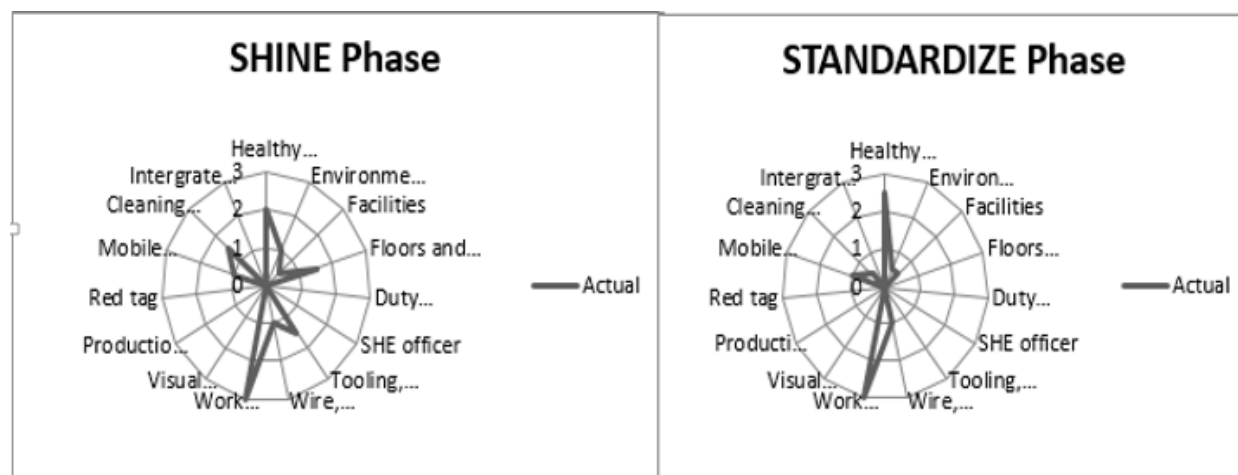 SHINE Phase
Healthy...
3
2
1
0
Environme...
Facilities
Floors and...
Duty...
SHE officer
Tooling,...
Wire,...
Work...
Visual...
Productio...
Red tag
Mobile...
Cleaning...
Intergrate...
Actual
STANDARDIZE Phase
Healthy...
3
2
1
0
Environ...
Facilities
Floors...
Duty...
SHE officer
Tooling,...
Wire,...
Work...
Visual...
Producti...
Red tag
Mobile...
Cleaning...
Intergrat...
Actual